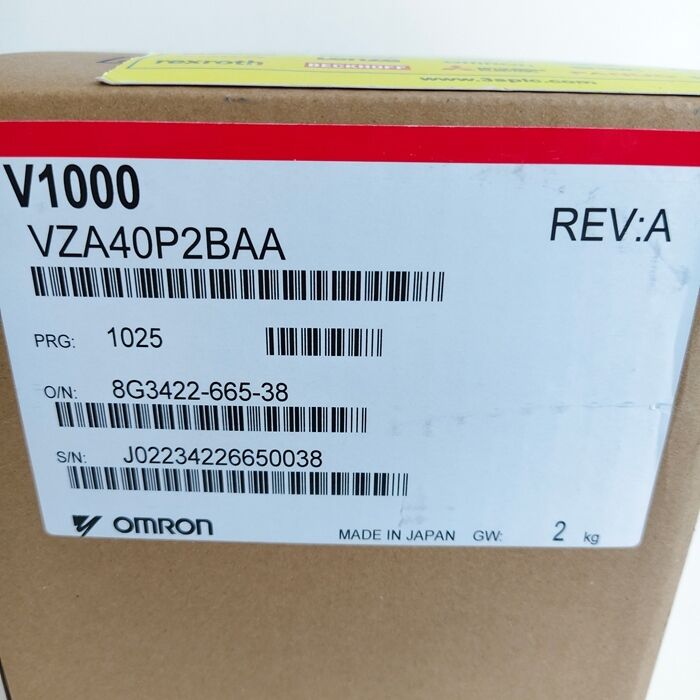 rexroth
BECKHOFF
www.3splc.com
V1000
VZA40P2BAA
REV:A
PRG: 1025
O/N: 8G3422-665-38
S/N: J02234226650038
OMRON
MADE IN JAPAN GW: 2 kg